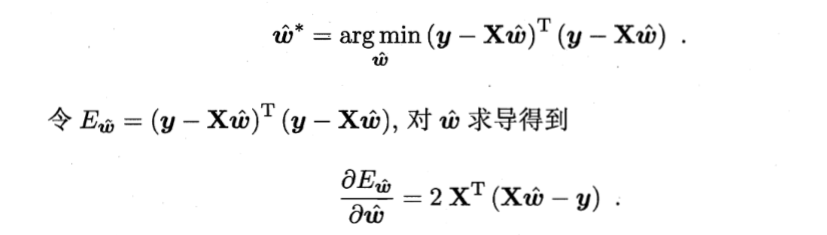 ŵ* = arg min (y − Xŵ)ᵀ (y − Xŵ) .
ŵ
令 E_ŵ = (y − Xŵ)ᵀ (y − Xŵ), 对 ŵ 求导得到
∂E_ŵ / ∂ŵ = 2 Xᵀ (Xŵ − y) .